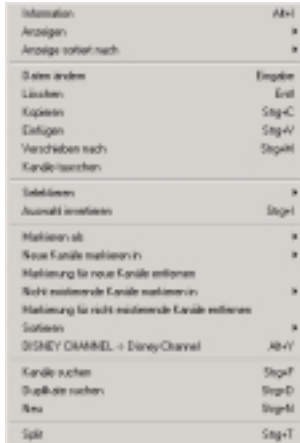 Information Alt+I
Anzeigen
Anzeige sortiert nach
Daten ändern Eingabe
Löschen Entf
Kopieren Strg+C
Einfügen Strg+V
Verschieben nach Strg+M
Kanäle tauschen
Selektieren
Auswahl invertieren Strg+I
Markieren als
Neue Kanäle markieren in
Markierung für neue Kanäle entfernen
Nicht existierende Kanäle markieren in
Markierung für nicht existierende Kanäle entfernen
Sortieren
DISNEY CHANNEL -> Disney Channel Alt+Y
Kanäle suchen Strg+F
Duplikate suchen Strg+D
Neu Strg+N
Split Strg+T